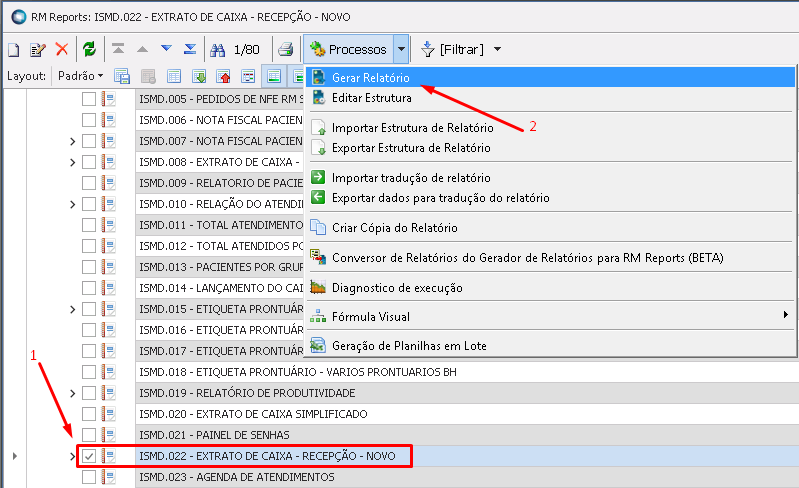 RM Reports: ISMD.022 - EXTRATO DE CAIXA - RECEPÇÃO - NOVO
1/80 Processos [Filtrar]
Layout: Padrão
Gerar Relatório
Editar Estrutura
Importar Estrutura de Relatório
Exportar Estrutura de Relatório
Importar tradução de relatório
Exportar dados para tradução do relatório
Criar Cópia do Relatório
Conversor de Relatórios do Gerador de Relatórios para RM Reports (BETA)
Diagnostico de execução
Fórmula Visual
Geração de Planilhas em Lote
2
ISMD.005 - PEDIDOS DE NFE RM S
ISMD.006 - NOTA FISCAL PACIEN
ISMD.007 - NOTA FISCAL PACIEN
ISMD.008 - EXTRATO DE CAIXA -
ISMD.009 - RELATORIO DE PACIE
ISMD.010 - RELAÇÃO DO ATENDI
ISMD.011 - TOTAL ATENDIMENTO
ISMD.012 - TOTAL ATENDIDOS PO
ISMD.013 - PACIENTES POR GRUP
ISMD.014 - LANÇAMENTO DO CAI
ISMD.015 - ETIQUETA PRONTUÁR
ISMD.016 - ETIQUETA PRONTUÁR
ISMD.017 - ETIQUETA PRONTUÁR
ISMD.018 - ETIQUETA PRONTUÁRIO - VARIOS PRONTUARIOS BH
ISMD.019 - RELATÓRIO DE PRODUTIVIDADE
ISMD.020 - EXTRATO DE CAIXA SIMPLIFICADO
ISMD.021 - PAINEL DE SENHAS
ISMD.022 - EXTRATO DE CAIXA - RECEPÇÃO - NOVO
ISMD.023 - AGENDA DE ATENDIMENTOS
1